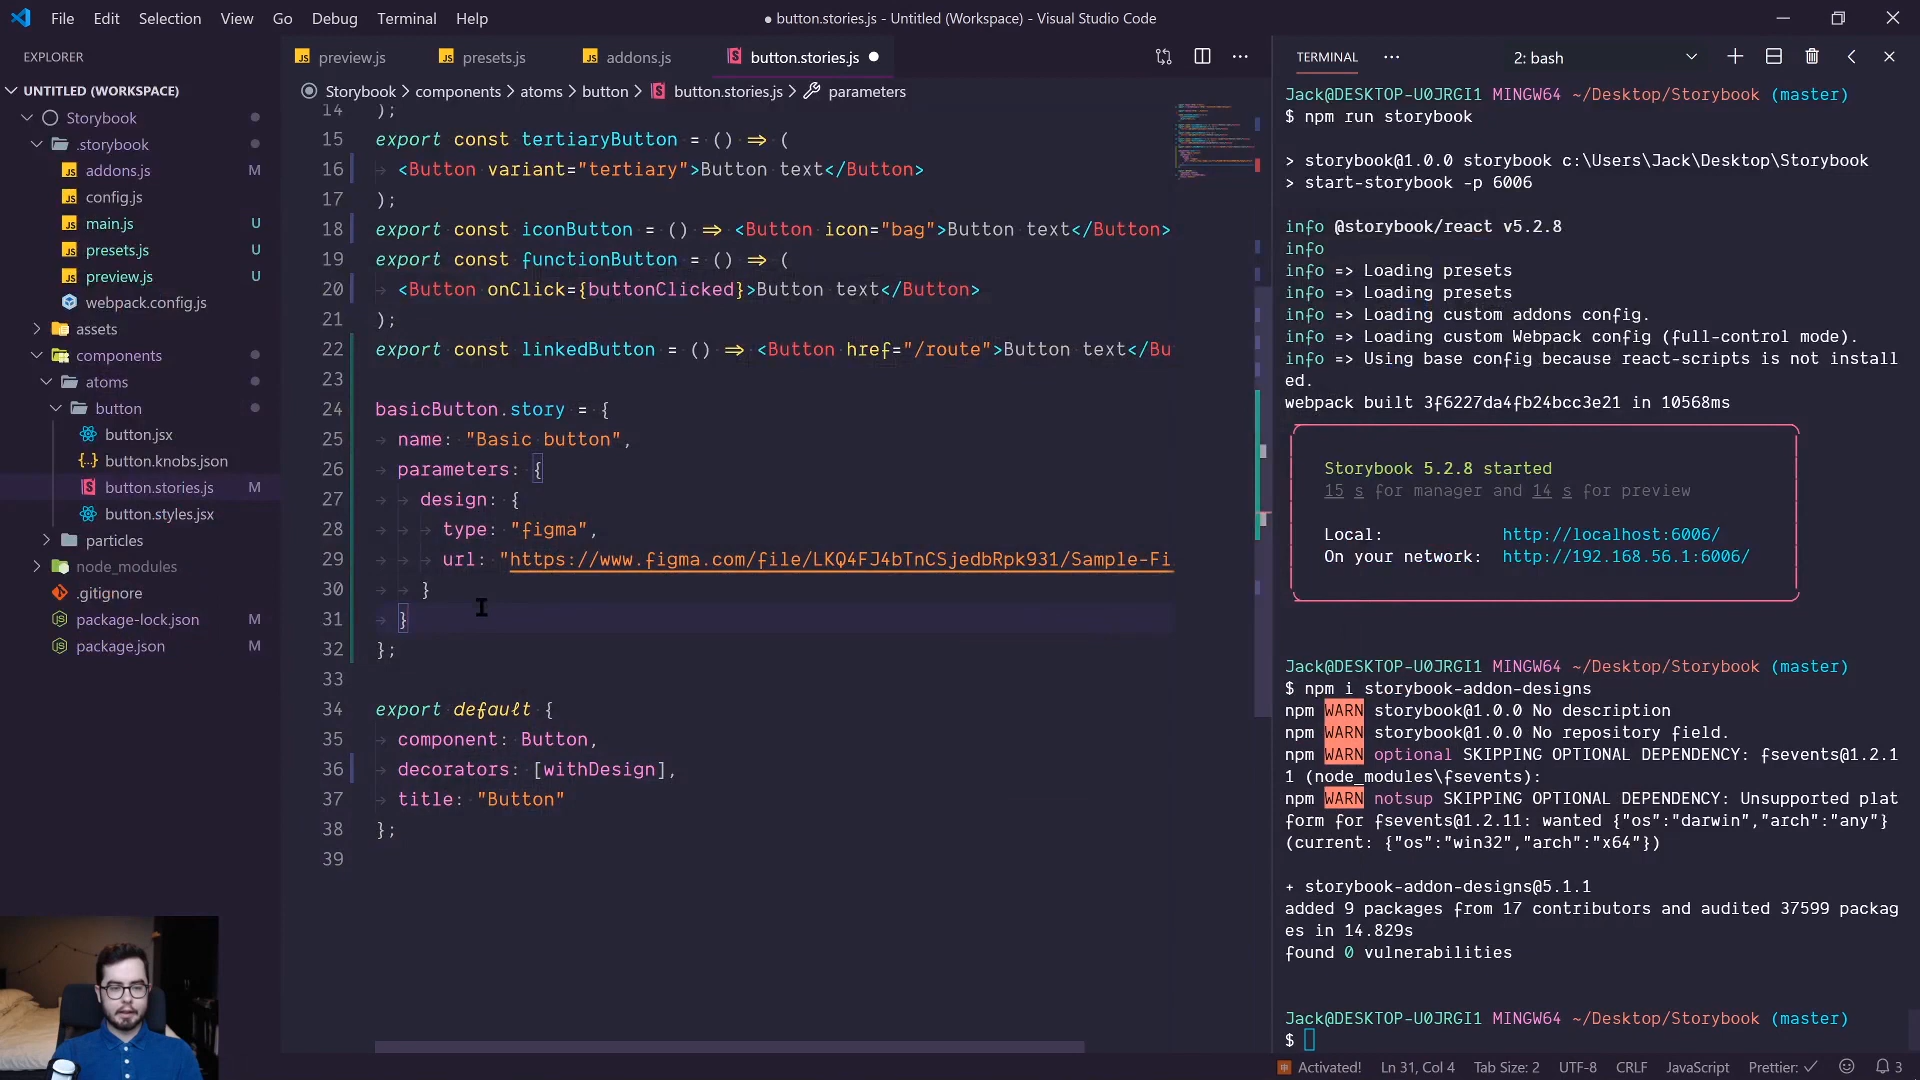 File Edit Selection View Go Debug Terminal Help
● button.stories.js - Untitled (Workspace) - Visual Studio Code
EXPLORER
UNTITLED (WORKSPACE)
Storybook
.storybook
addons.js M
config.js
main.js U
presets.js U
preview.js U
webpack.config.js
assets
components
atoms
button
button.jsx
button.knobs.json
button.stories.js M
button.styles.jsx
particles
node_modules
.gitignore
package-lock.json M
package.json M
preview.js presets.js addons.js button.stories.js
Storybook > components > atoms > button > button.stories.js > parameters
14 );
15 export const tertiaryButton = () => (
16 <Button variant="tertiary">Button text</Button>
17 );
18 export const iconButton = () => <Button icon="bag">Button text</Button>
19 export const functionButton = () => (
20 <Button onClick={buttonClicked}>Button text</Button>
21 );
22 export const linkedButton = () => <Button href="/route">Button text</Bu
23
24 basicButton.story = {
25 name: "Basic button",
26 parameters: {
27 design: {
28 type: "figma",
29 url: "https://www.figma.com/file/LKQ4FJ4bTnCSjedbRpk931/Sample-Fi
30 }
31 }
32 };
33
34 export default {
35 component: Button,
36 decorators: [withDesign],
37 title: "Button"
38 };
39
TERMINAL 2: bash
Jack@DESKTOP-U0JRGI1 MINGW64 ~/Desktop/Storybook (master)
$ npm run storybook
> storybook@1.0.0 storybook c:\Users\Jack\Desktop\Storybook
> start-storybook -p 6006
info @storybook/react v5.2.8
info
info => Loading presets
info => Loading presets
info => Loading custom addons config.
info => Loading custom Webpack config (full-control mode).
info => Using base config because react-scripts is not install
ed.
webpack built 3f6227da4fb24bcc3e21 in 10568ms
Storybook 5.2.8 started
15 s for manager and 14 s for preview
Local: http://localhost:6006/
On your network: http://192.168.56.1:6006/
Jack@DESKTOP-U0JRGI1 MINGW64 ~/Desktop/Storybook (master)
$ npm i storybook-addon-designs
npm WARN storybook@1.0.0 No description
npm WARN storybook@1.0.0 No repository field.
npm WARN optional SKIPPING OPTIONAL DEPENDENCY: fsevents@1.2.1
1 (node_modules\fsevents):
npm WARN notsup SKIPPING OPTIONAL DEPENDENCY: Unsupported plat
form for fsevents@1.2.11: wanted {"os":"darwin","arch":"any"}
(current: {"os":"win32","arch":"x64"})
+ storybook-addon-designs@5.1.1
added 9 packages from 17 contributors and audited 37599 packag
es in 14.829s
found 0 vulnerabilities
Jack@DESKTOP-U0JRGI1 MINGW64 ~/Desktop/Storybook (master)
$
Activated! Ln 31, Col 4 Tab Size: 2 UTF-8 CRLF JavaScript Prettier: ✓ 3